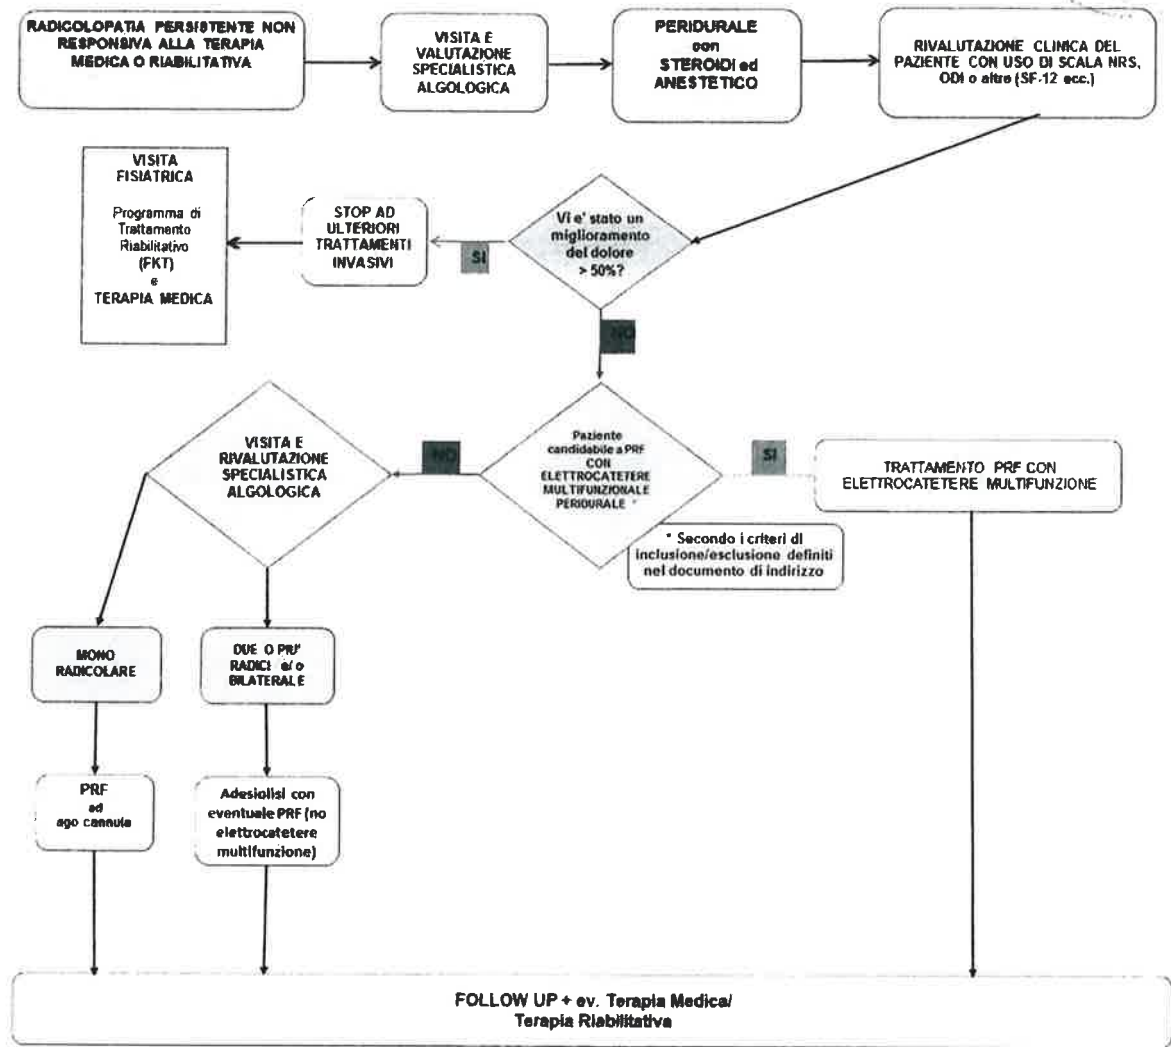 RADICOLOPATIA PERSISTENTE NON
RESPONSIVA ALLA TERAPIA
MEDICA O RIABILITATIVA
VISITA E
VALUTAZIONE
SPECIALISTICA
ALGOLOGICA
PERIDURALE
con
STEROIDI ed
ANESTETICO
RIVALUTAZIONE CLINICA DEL
PAZIENTE CON USO DI SCALA NRS,
ODI o altre (SF-12 ecc.)
VISITA
FISIATRICA
Programma di
Trattamento
Riabilitativo
(FKT)
e
TERAPIA MEDICA
STOP AD
ULTERIORI
TRATTAMENTI
INVASIVI
SI
Vi e' stato un
miglioramento
del dolore
> 50%?
NO
VISITA E
RIVALUTAZIONE
SPECIALISTICA
ALGOLOGICA
NO
Paziente
candidabile a PRF
CON
ELETTROCATETERE
MULTIFUNZIONALE
PERIDURALE *
SI
TRATTAMENTO PRF CON
ELETTROCATETERE MULTIFUNZIONE
* Secondo i criteri di
inclusione/esclusione definiti
nel documento di indirizzo
MONO
RADICOLARE
DUE O PIU'
RADICI e/o
BILATERALE
PRF
ad
ago cannula
Adesiolisi con
eventuale PRF (no
elettrocatetere
multifunzione)
FOLLOW UP + ev. Terapia Medica/
Terapia Riabilitativa